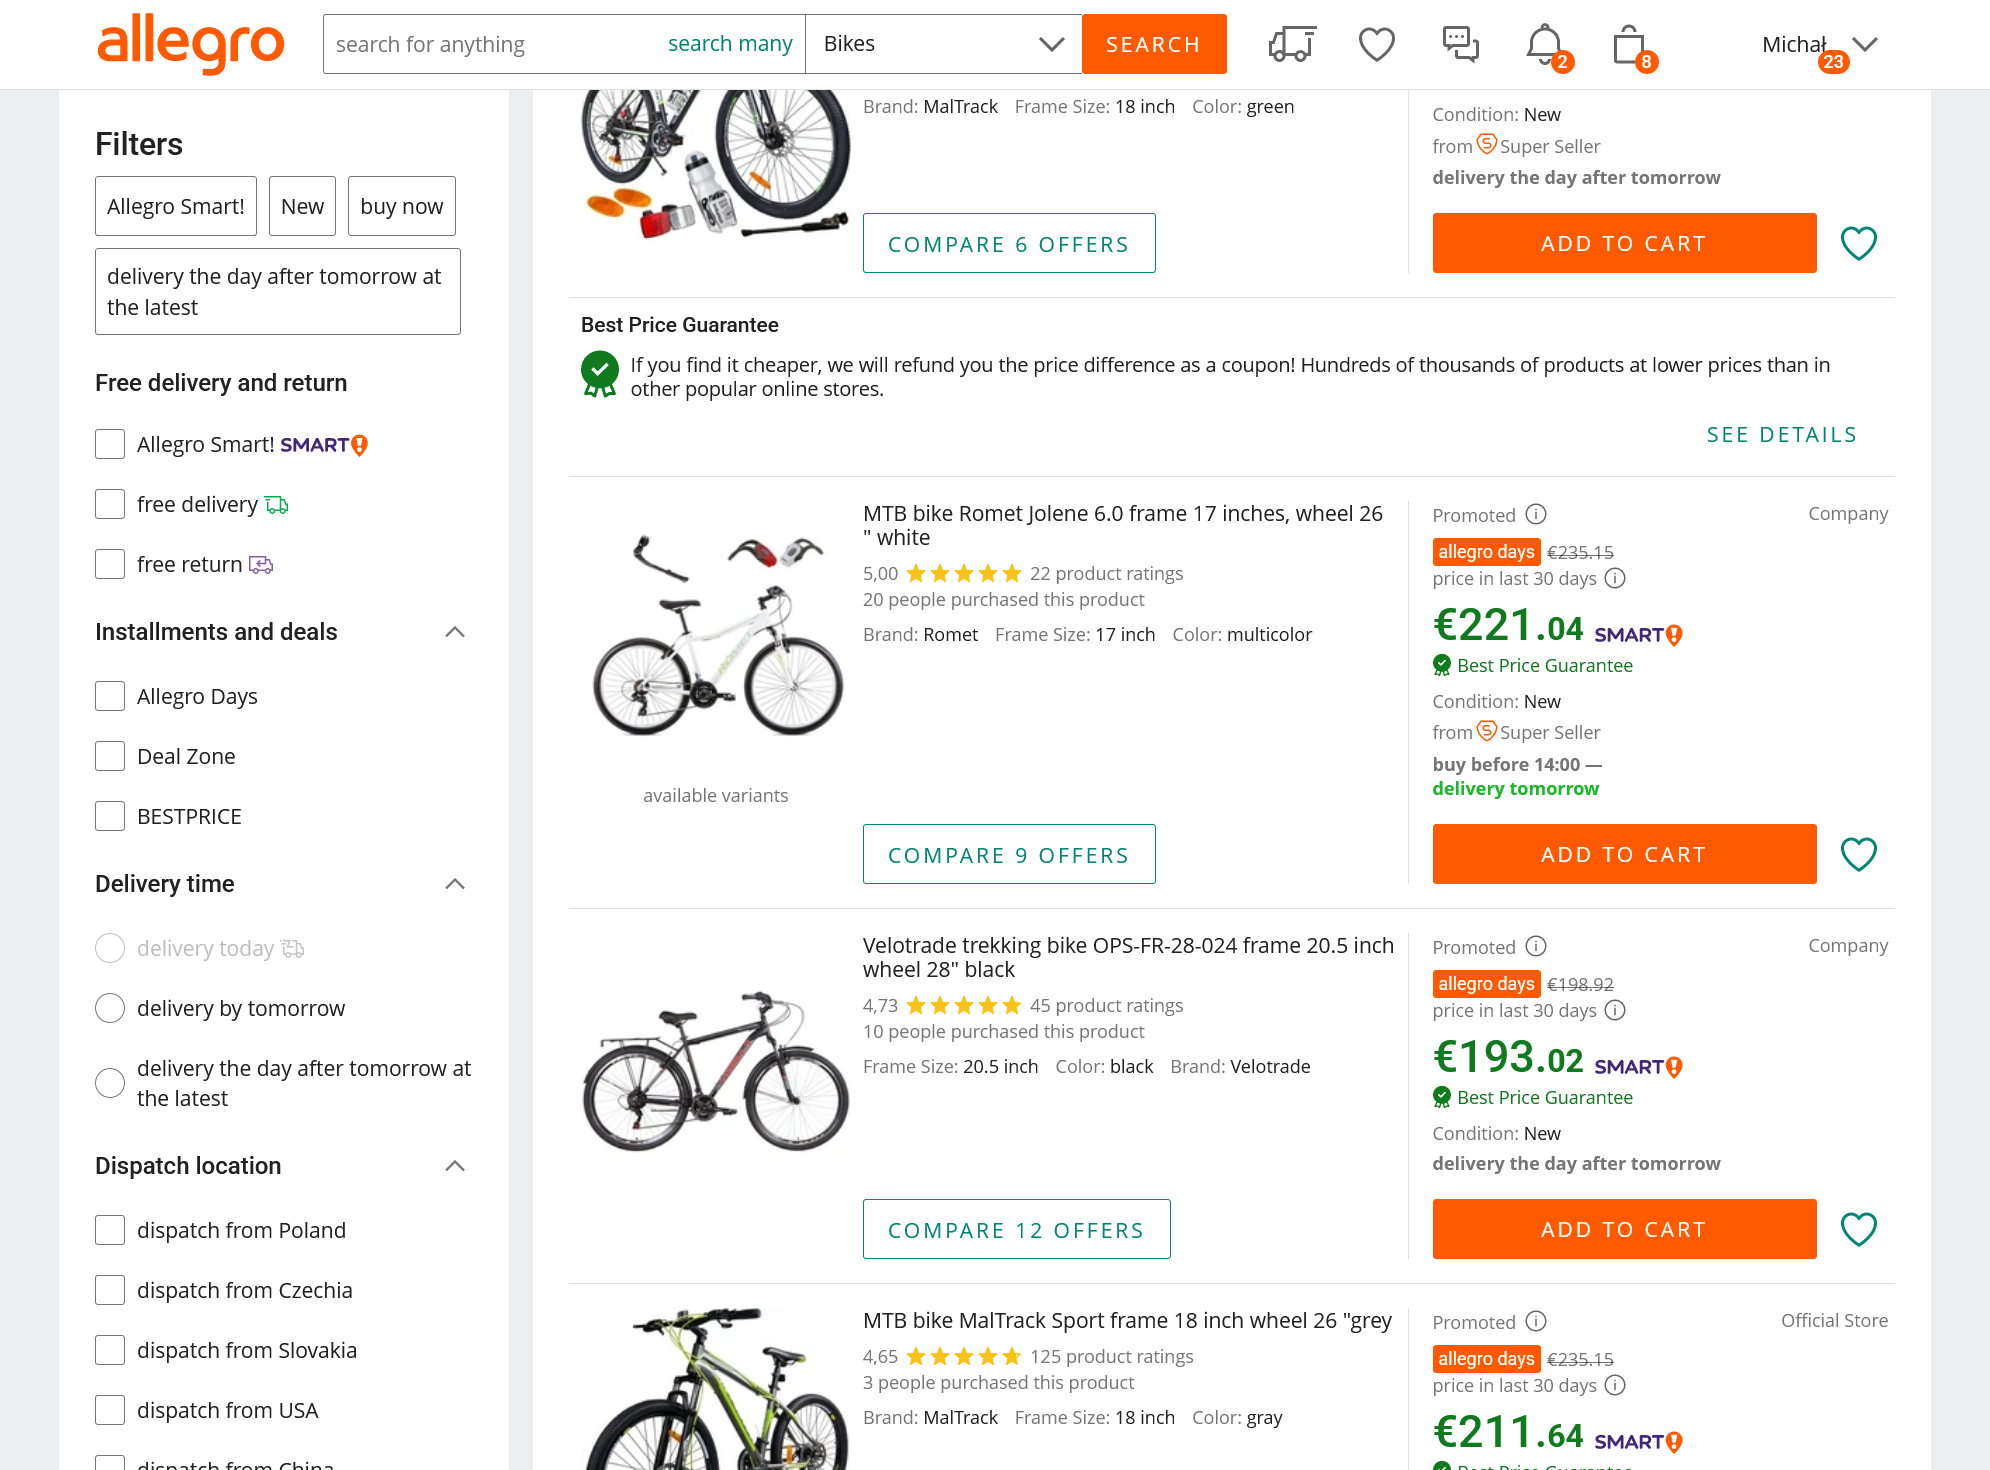 allegro
search for anything search many Bikes SEARCH
2 8 Michał 23
Filters
Allegro Smart! New buy now
delivery the day after tomorrow at
the latest
Free delivery and return
Allegro Smart! SMART!
free delivery
free return
Installments and deals
Allegro Days
Deal Zone
BESTPRICE
Delivery time
delivery today
delivery by tomorrow
delivery the day after tomorrow at
the latest
Dispatch location
dispatch from Poland
dispatch from Czechia
dispatch from Slovakia
dispatch from USA
dispatch from China
Brand: MalTrack Frame Size: 18 inch Color: green
COMPARE 6 OFFERS
Condition: New
from Super Seller
delivery the day after tomorrow
ADD TO CART
Best Price Guarantee
If you find it cheaper, we will refund you the price difference as a coupon! Hundreds of thousands of products at lower prices than in
other popular online stores.
SEE DETAILS
available variants
MTB bike Romet Jolene 6.0 frame 17 inches, wheel 26
" white
5,00 22 product ratings
20 people purchased this product
Brand: Romet Frame Size: 17 inch Color: multicolor
COMPARE 9 OFFERS
Promoted Company
allegro days €235.15
price in last 30 days
€221.04 SMART!
Best Price Guarantee
Condition: New
from Super Seller
buy before 14:00 —
delivery tomorrow
ADD TO CART
Velotrade trekking bike OPS-FR-28-024 frame 20.5 inch
wheel 28" black
4,73 45 product ratings
10 people purchased this product
Frame Size: 20.5 inch Color: black Brand: Velotrade
COMPARE 12 OFFERS
Promoted Company
allegro days €198.92
price in last 30 days
€193.02 SMART!
Best Price Guarantee
Condition: New
delivery the day after tomorrow
ADD TO CART
MTB bike MalTrack Sport frame 18 inch wheel 26 "grey
4,65 125 product ratings
3 people purchased this product
Brand: MalTrack Frame Size: 18 inch Color: gray
Promoted Official Store
allegro days €235.15
price in last 30 days
€211.64 SMART!
Best Price Guarantee